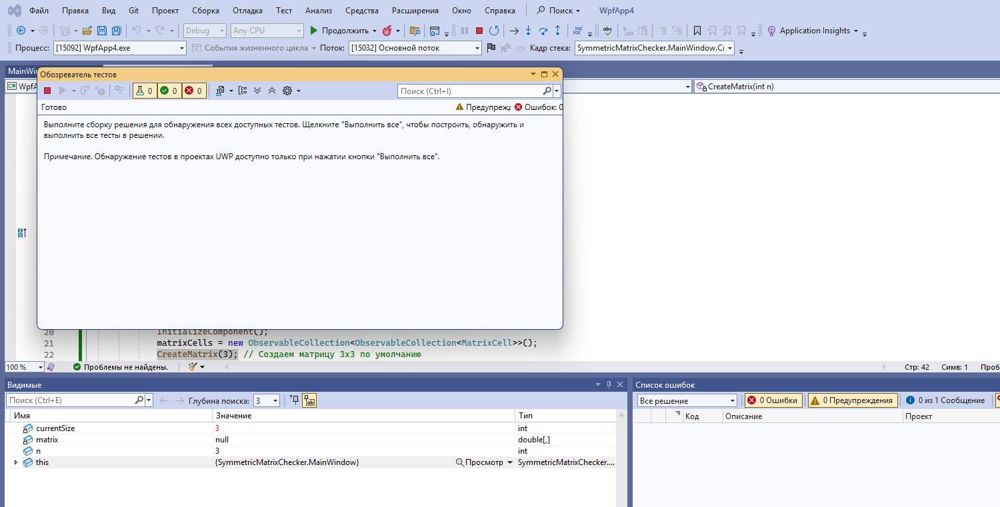 Файл Правка Вид Git Проект Сборка Отладка Тест Анализ Средства Расширения Окно Справка Поиск WpfApp4
Debug Any CPU Продолжить Application Insights
Процесс: [15092] WpfApp4.exe События жизненного цикла Поток: [15032] Основной поток Кадр стека: SymmetricMatrixChecker.MainWindow.Cr
MainWin
Обозреватель тестов
C# WpfA CreateMatrix(int n)
0 0 0 Поиск (Ctrl+I)
Готово Предупрежд Ошибок: 0
Выполните сборку решения для обнаружения всех доступных тестов. Щелкните "Выполнить все", чтобы построить, обнаружить и
выполнить все тесты в решении.
Примечание. Обнаружение тестов в проектах UWP доступно только при нажатии кнопки "Выполнить все".
20 InitializeComponent();
21 matrixCells = new ObservableCollection<ObservableCollection<MatrixCell>>();
22 CreateMatrix(3); // Создаем матрицу 3x3 по умолчанию
100 % Проблемы не найдены. Стр: 42 Симв: 1 Проб
Видимые
Поиск (Ctrl+E) Глубина поиска: 3
Имя Значение Тип
currentSize 3 int
matrix null double[,]
n 3 int
this {SymmetricMatrixChecker.MainWindow} Просмотр SymmetricMatrixChecker....
Список ошибок
Все решение 0 Ошибки 0 Предупреждения 0 из 1 Сообщение
Код Описание Проект